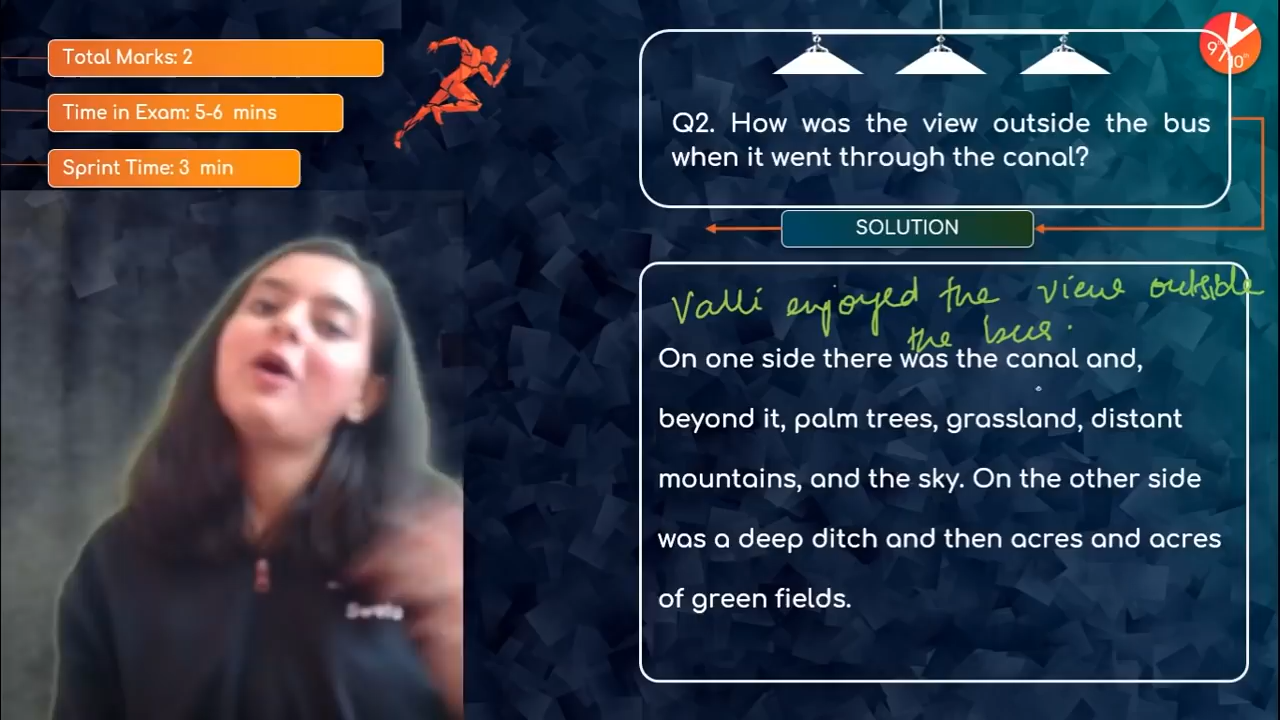 Total Marks: 2
Time in Exam: 5-6 mins
Sprint Time: 3 min
9th
10th
Q2. How was the view outside the bus
when it went through the canal?
SOLUTION
Valli enjoyed the view outside
the bus.
On one side there was the canal and,
beyond it, palm trees, grassland, distant
mountains, and the sky. On the other side
was a deep ditch and then acres and acres
of green fields.